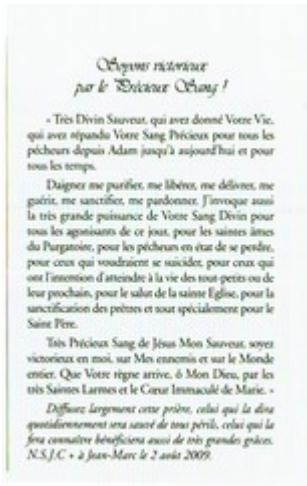 Soyons victorieux
par le Précieux Sang !
« Très Divin Sauveur, qui avez donné Votre Vie,
qui avez répandu Votre Sang Précieux pour tous les
pécheurs depuis Adam jusqu'à aujourd'hui et pour
tous les temps.
Daignez me purifier, me libérer, me délivrer, me
guérir, me sanctifier, me pardonner. J'invoque aussi
la très grande puissance de Votre Sang Divin pour
tous les agonisants de ce jour, pour les saintes âmes
du Purgatoire, pour les pécheurs en état de se perdre,
pour ceux qui voudraient se suicider, pour ceux qui
ont l'intention d'atteindre à la vie des tout-petits ou de
leur prochain, pour le salut de la sainte Eglise, pour la
sanctification des prêtres et tout spécialement pour le
Saint Père.
Très Précieux Sang de Jésus Mon Sauveur, soyez
victorieux en moi, sur Mes ennemis et sur le Monde
entier. Que Votre règne arrive, ô Mon Dieu, par les
très Saintes Larmes et le Cœur Immaculé de Marie. »
Diffusez largement cette prière, celui qui la dira
quotidiennement sera sauvé de tous périls, celui qui la
fera connaître bénéficiera aussi de très grandes grâces.
N.S.J.C + à Jean-Marc le 2 août 2009.